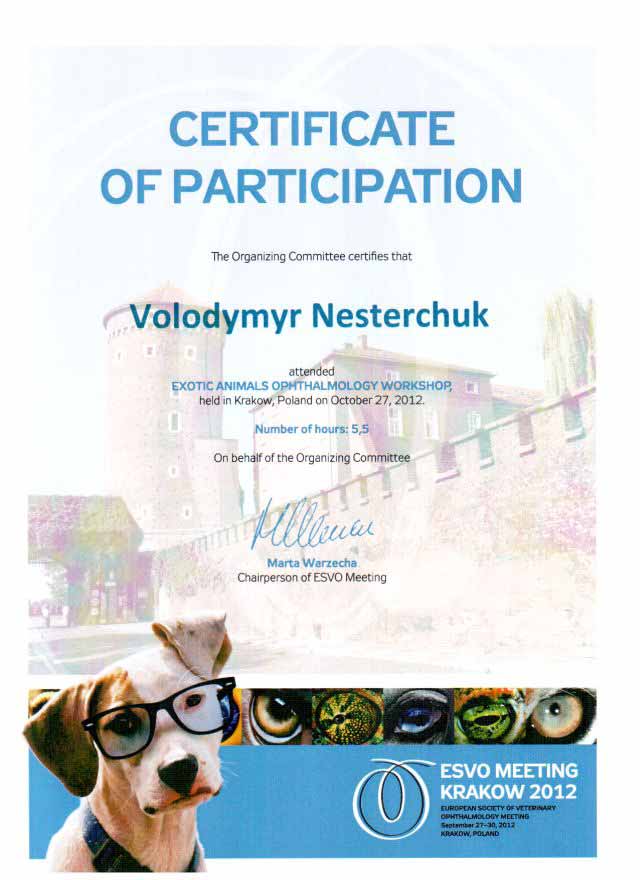 CERTIFICATE
OF PARTICIPATION
The Organizing Committee certifies that
Volodymyr Nesterchuk
attended
EXOTIC ANIMALS OPHTHALMOLOGY WORKSHOP,
held in Krakow, Poland on October 27, 2012.
Number of hours: 5,5
On behalf of the Organizing Committee
Marta Warzecha
Chairperson of ESVO Meeting
ESVO MEETING
KRAKOW 2012
EUROPEAN SOCIETY OF VETERINARY
OPHTHALMOLOGY MEETING
September 27–30, 2012
KRAKOW, POLAND